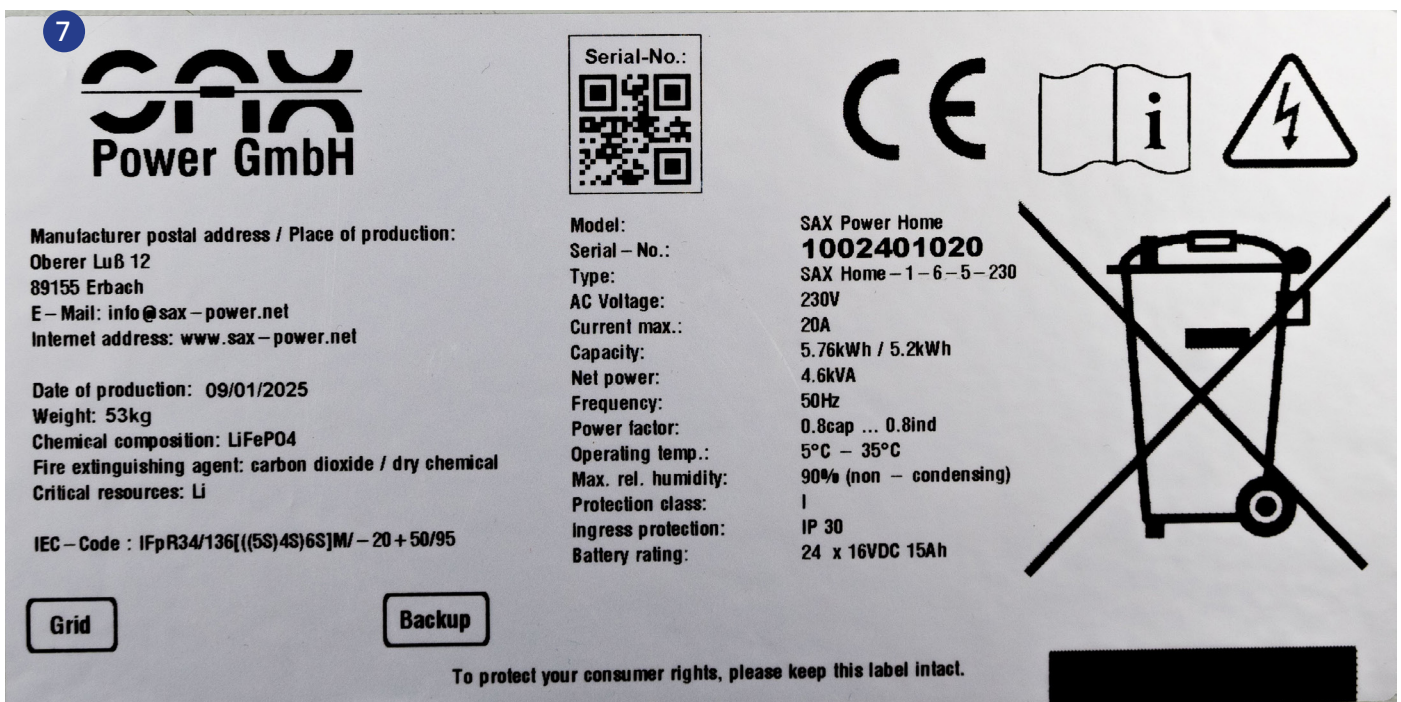 7
SAX
Power GmbH
Manufacturer postal address / Place of production:
Oberer Luß 12
89155 Erbach
E-Mail: info@sax-power.net
Internet address: www.sax-power.net
Date of production: 09/01/2025
Weight: 53kg
Chemical composition: LiFePO4
Fire extinguishing agent: carbon dioxide / dry chemical
Critical resources: Li
IEC-Code : IFpR34/136[((5S)4S)6S]M/-20+50/95
Grid
Backup
Serial-No.:
Model: SAX Power Home
Serial-No.: 1002401020
Type: SAX Home-1-6-5-230
AC Voltage: 230V
Current max.: 20A
Capacity: 5.76kWh / 5.2kWh
Net power: 4.6kVA
Frequency: 50Hz
Power factor: 0.8cap ... 0.8ind
Operating temp.: 5°C - 35°C
Max. rel. humidity: 90% (non - condensing)
Protection class: I
Ingress protection: IP 30
Battery rating: 24 x 16VDC 15Ah
CE
i
To protect your consumer rights, please keep this label intact.